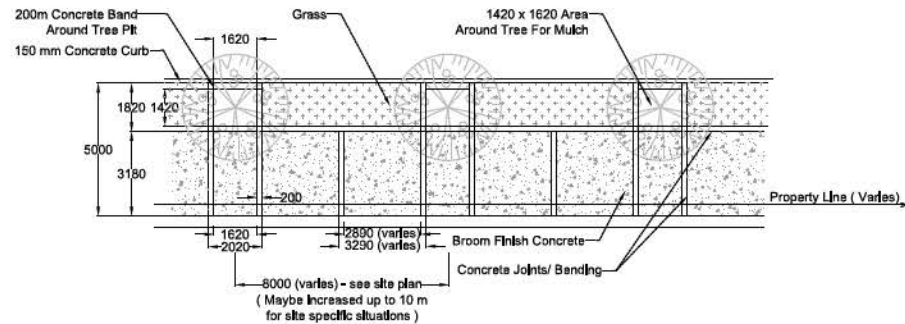 200m Concrete Band
Around Tree Pit
150 mm Concrete Curb
Grass
1420 x 1620 Area
Around Tree For Mulch
1620
1820
1420
5000
3180
200
Property Line ( Varies)
1620
2020
2890 (varies)
3290 (varies)
Broom Finish Concrete
Concrete Joints/ Banding
8000 (varies) - see site plan
( Maybe Increased up to 10 m
for site specific situations )